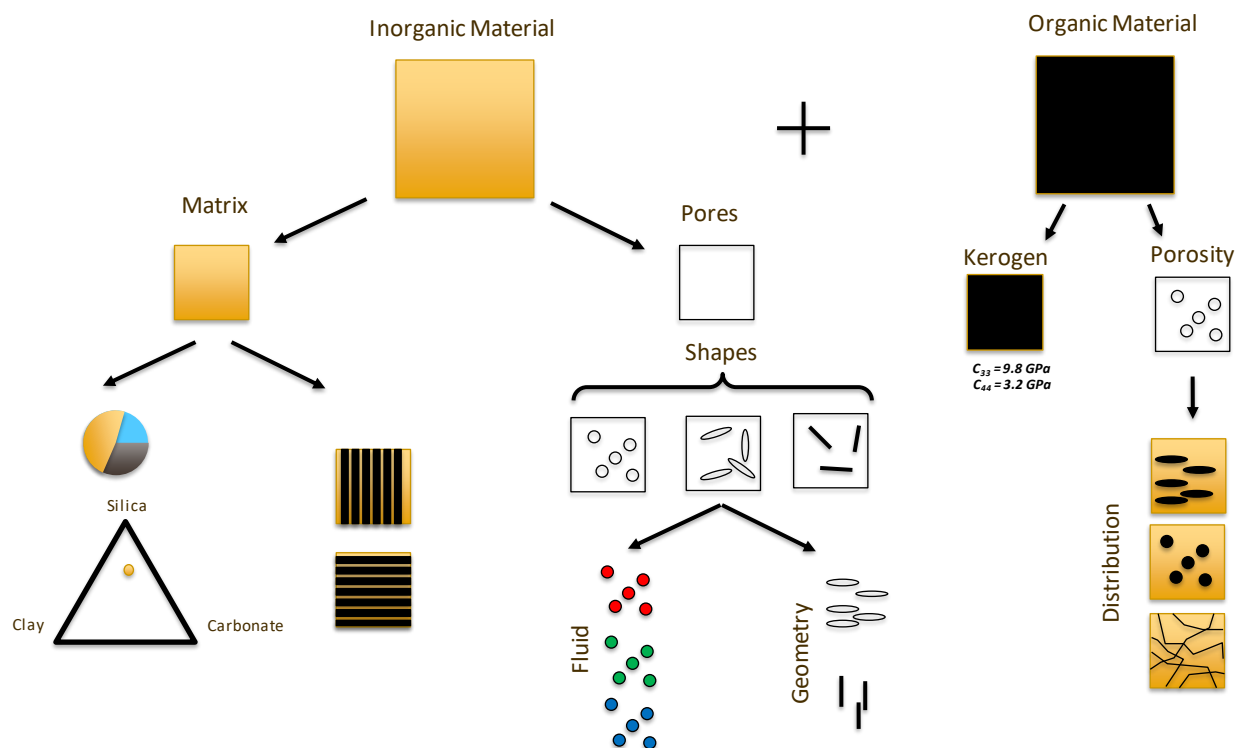 Inorganic Material
Organic Material
Matrix
Pores
Kerogen
Porosity
Shapes
C33 = 9.8 GPa
C44 = 3.2 GPa
Silica
Clay
Carbonate
Fluid
Geometry
Distribution